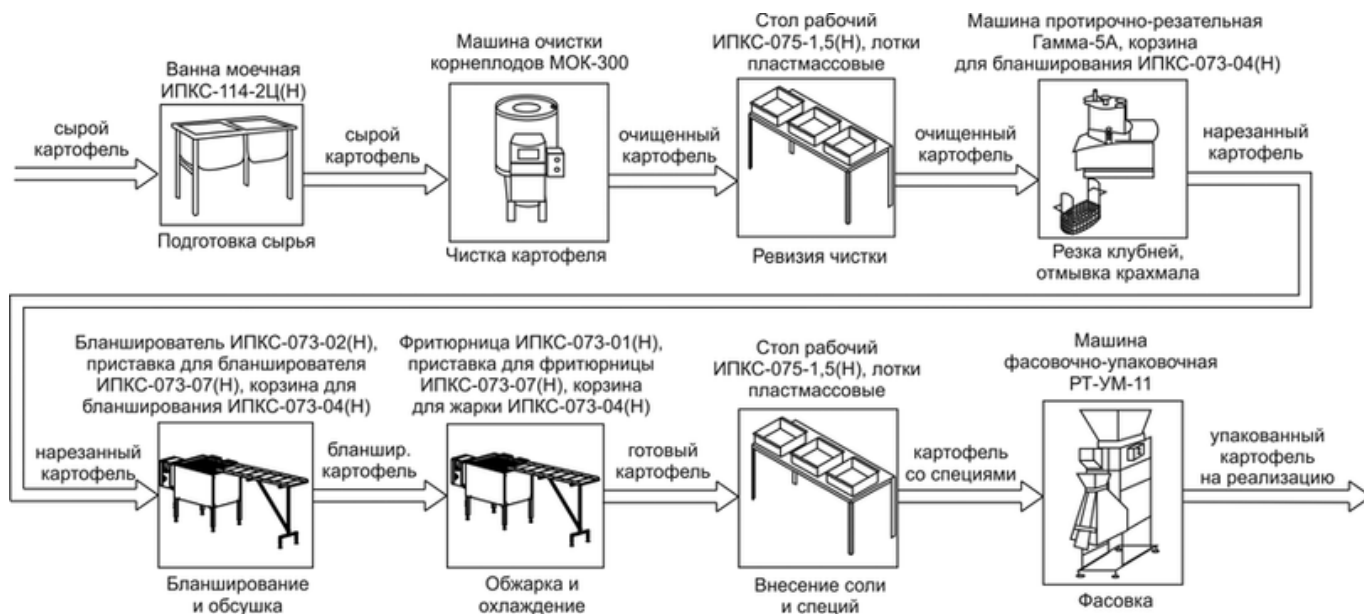 Ванна моечная
ИПКС-114-2Ц(Н)
Машина очистки
корнеплодов МОК-300
Стол рабочий
ИПКС-075-1,5(Н), лотки
пластмассовые
Машина протирочно-резательная
Гамма-5А, корзина
для бланширования ИПКС-073-04(Н)
сырой
картофель
сырой
картофель
очищенный
картофель
очищенный
картофель
нарезанный
картофель
Подготовка сырья
Чистка картофеля
Ревизия чистки
Резка клубней,
отмывка крахмала
Бланширователь ИПКС-073-02(Н),
приставка для бланширователя
ИПКС-073-07(Н), корзина для
бланширования ИПКС-073-04(Н)
Фритюрница ИПКС-073-01(Н),
приставка для фритюрницы
ИПКС-073-07(Н), корзина
для жарки ИПКС-073-04(Н)
Стол рабочий
ИПКС-075-1,5(Н), лотки
пластмассовые
Машина
фасовочно-упаковочная
РТ-УМ-11
нарезанный
картофель
бланшир.
картофель
готовый
картофель
картофель
со специями
упакованный
картофель
на реализацию
Бланширование
и обсушка
Обжарка и
охлаждение
Внесение соли
и специй
Фасовка